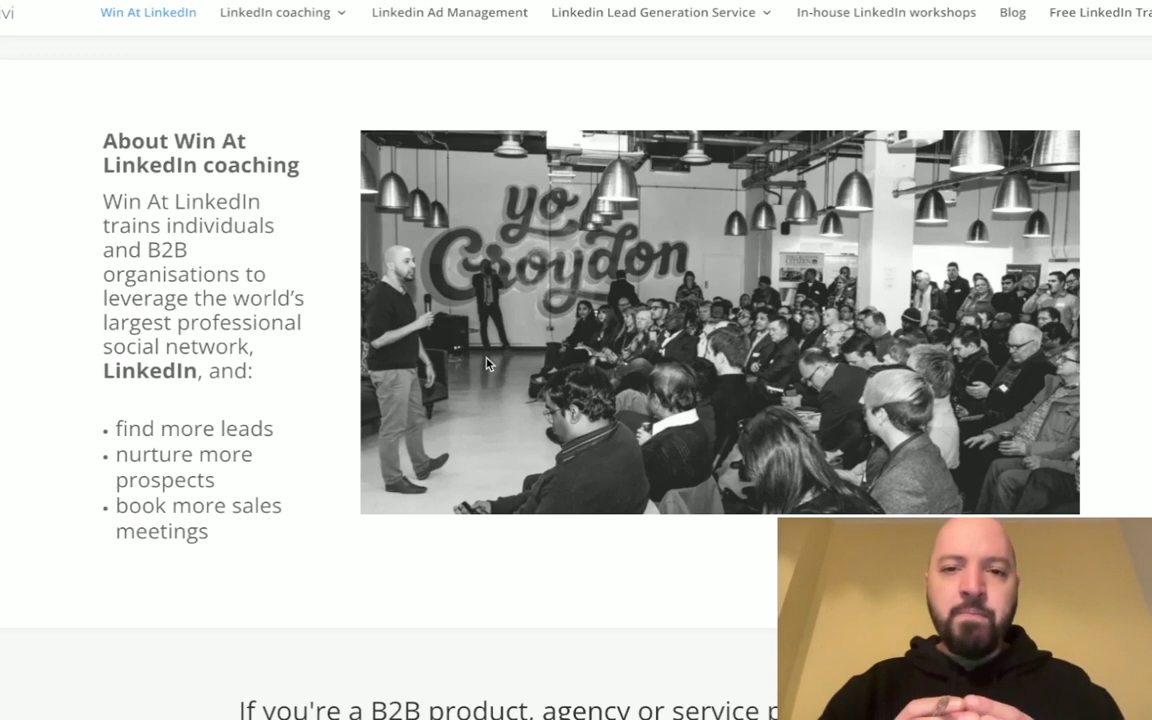 Win At LinkedIn
LinkedIn coaching
Linkedin Ad Management
Linkedin Lead Generation Service
In-house LinkedIn workshops
Blog
Free LinkedIn
About Win At
LinkedIn coaching
Win At LinkedIn
trains individuals
and B2B
organisations to
leverage the world’s
largest professional
social network,
LinkedIn, and:
• find more leads
• nurture more
prospects
• book more sales
meetings
yo
Croydon
If you're a B2B product, agency or service